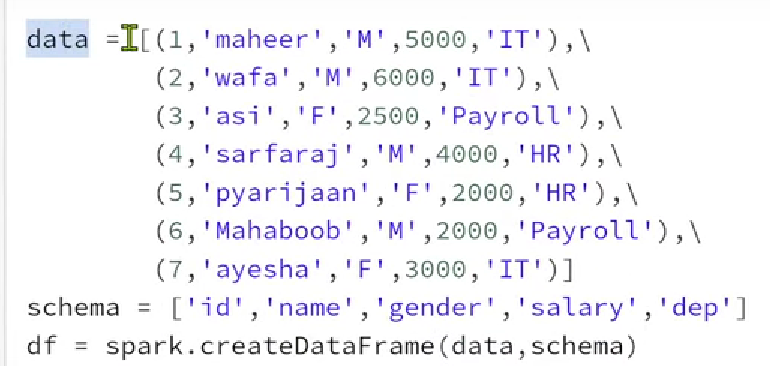 data =[(1,'maheer','M',5000,'IT'),\
(2,'wafa','M',6000,'IT'),\
(3,'asi','F',2500,'Payroll'),\
(4,'sarfaraj','M',4000,'HR'),\
(5,'pyarijaan','F',2000,'HR'),\
(6,'Mahaboob','M',2000,'Payroll'),\
(7,'ayesha','F',3000,'IT')]
schema = ['id','name','gender','salary','dep']
df = spark.createDataFrame(data,schema)